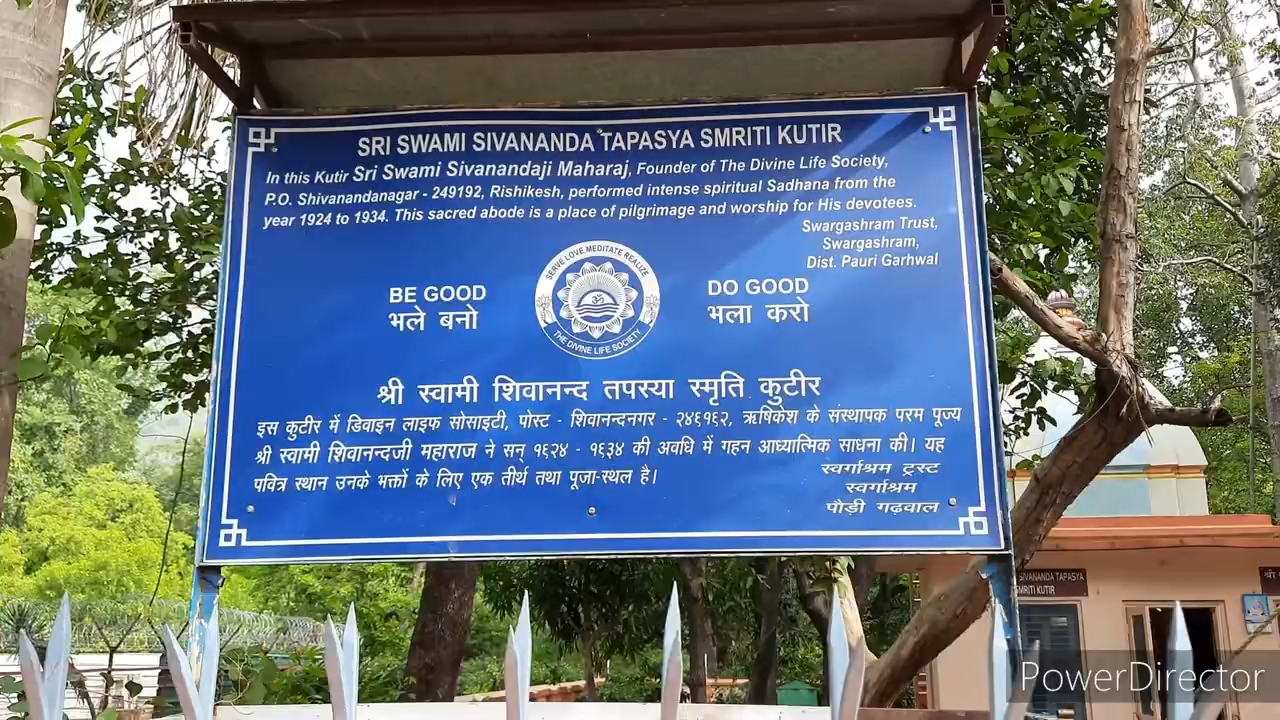 SRI SWAMI SIVANANDA TAPASYA SMRITI KUTIR
In this Kutir Sri Swami Sivanandaji Maharaj, Founder of The Divine Life Society,
P.O. Shivanandanagar - 249192, Rishikesh, performed intense spiritual Sadhana from the
year 1924 to 1934. This sacred abode is a place of pilgrimage and worship for His devotees.
Swargashram Trust,
Swargashram,
Dist. Pauri Garhwal
BE GOOD
भले बनो
SERVE LOVE MEDITATE REALIZE
ॐ
THE DIVINE LIFE SOCIETY
DO GOOD
भला करो
श्री स्वामी शिवानन्द तपस्या स्मृति कुटीर
इस कुटीर में डिवाइन लाइफ सोसाइटी, पोस्ट - शिवानन्दनगर - २४६१६२, ऋषिकेश के संस्थापक परम पूज्य
श्री स्वामी शिवानन्दजी महाराज ने सन् १६२४ - १६३४ की अवधि में गहन आध्यात्मिक साधना की। यह
पवित्र स्थान उनके भक्तों के लिए एक तीर्थ तथा पूजा-स्थल है।
स्वर्गाश्रम ट्रस्ट
स्वर्गाश्रम
पौड़ी गढ़वाल
SIVANANDA TAPASYA
SMRITI KUTIR
PowerDirector